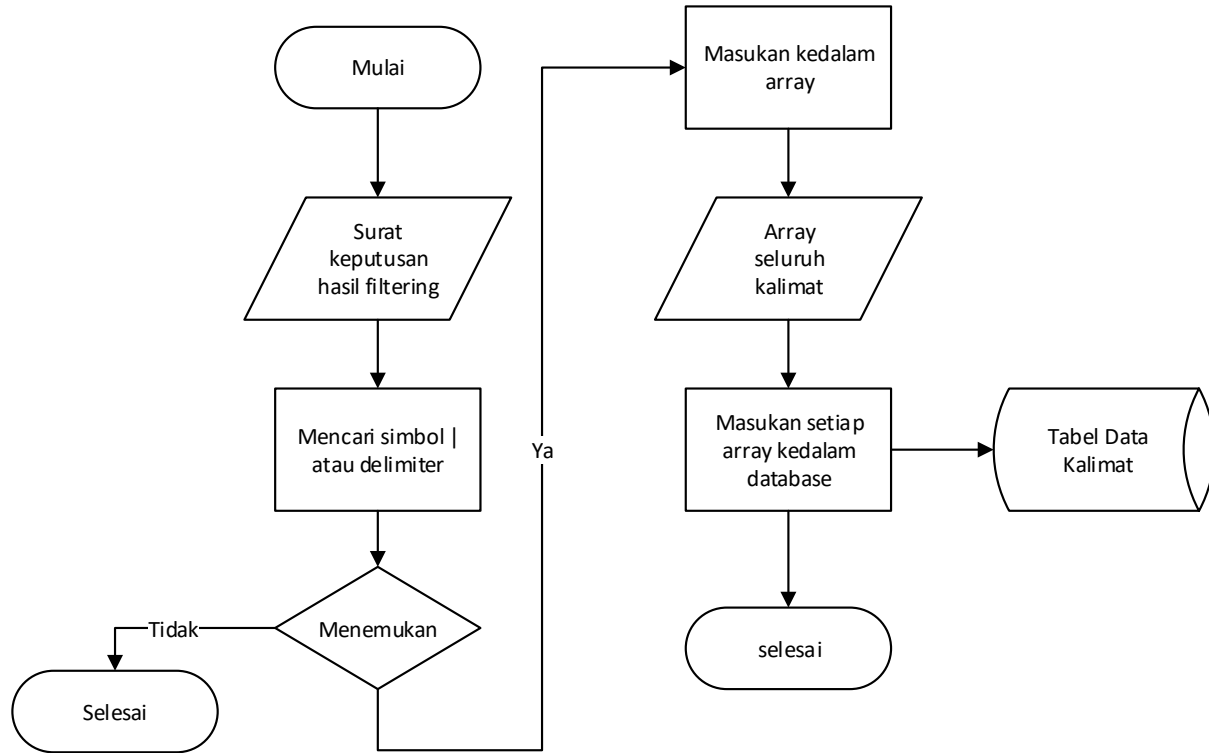 Mulai
Surat
keputusan
hasil filtering
Mencari simbol |
atau delimiter
Menemukan
Tidak
Selesai
Ya
Masukan kedalam
array
Array
seluruh
kalimat
Masukan setiap
array kedalam
database
Tabel Data
Kalimat
selesai